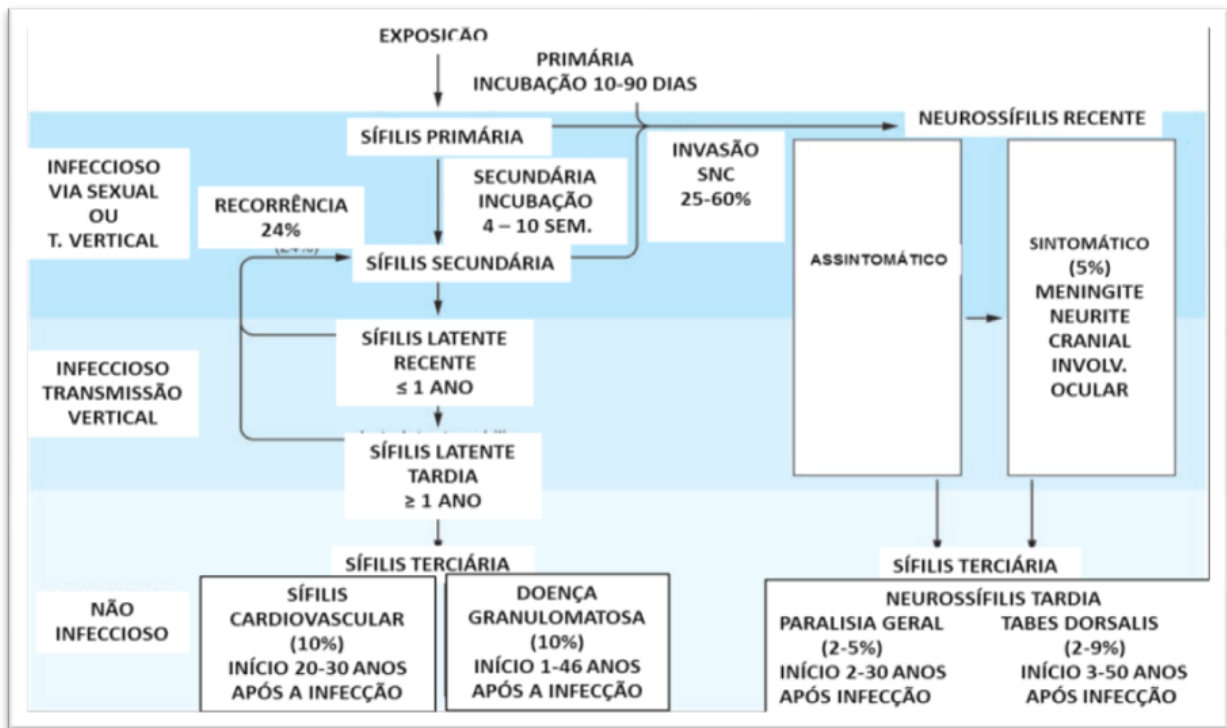 EXPOSIÇÃO
PRIMÁRIA
INCUBAÇÃO 10-90 DIAS
SÍFILIS PRIMÁRIA
NEUROSSÍFILIS RECENTE
INFECCIOSO
VIA SEXUAL
OU
T. VERTICAL
RECORRÊNCIA
24%
SECUNDÁRIA
INCUBAÇÃO
4 – 10 SEM.
INVASÃO
SNC
25-60%
SÍFILIS SECUNDÁRIA
ASSINTOMÁTICO
SINTOMÁTICO
(5%)
MENINGITE
NEURITE
CRANIAL
INVOLV.
OCULAR
INFECCIOSO
TRANSMISSÃO
VERTICAL
SÍFILIS LATENTE
RECENTE
≤ 1 ANO
SÍFILIS LATENTE
TARDIA
≥ 1 ANO
SÍFILIS TERCIÁRIA
SÍFILIS TERCIÁRIA
NÃO
INFECCIOSO
SÍFILIS
CARDIOVASCULAR
(10%)
INÍCIO 20-30 ANOS
APÓS A INFECÇÃO
DOENÇA
GRANULOMATOSA
(10%)
INÍCIO 1-46 ANOS
APÓS A INFECÇÃO
NEUROSSÍFILIS TARDIA
PARALISIA GERAL
(2-5%)
INÍCIO 2-30 ANOS
APÓS INFECÇÃO
TABES DORSALIS
(2-9%)
INÍCIO 3-50 ANOS
APÓS INFECÇÃO